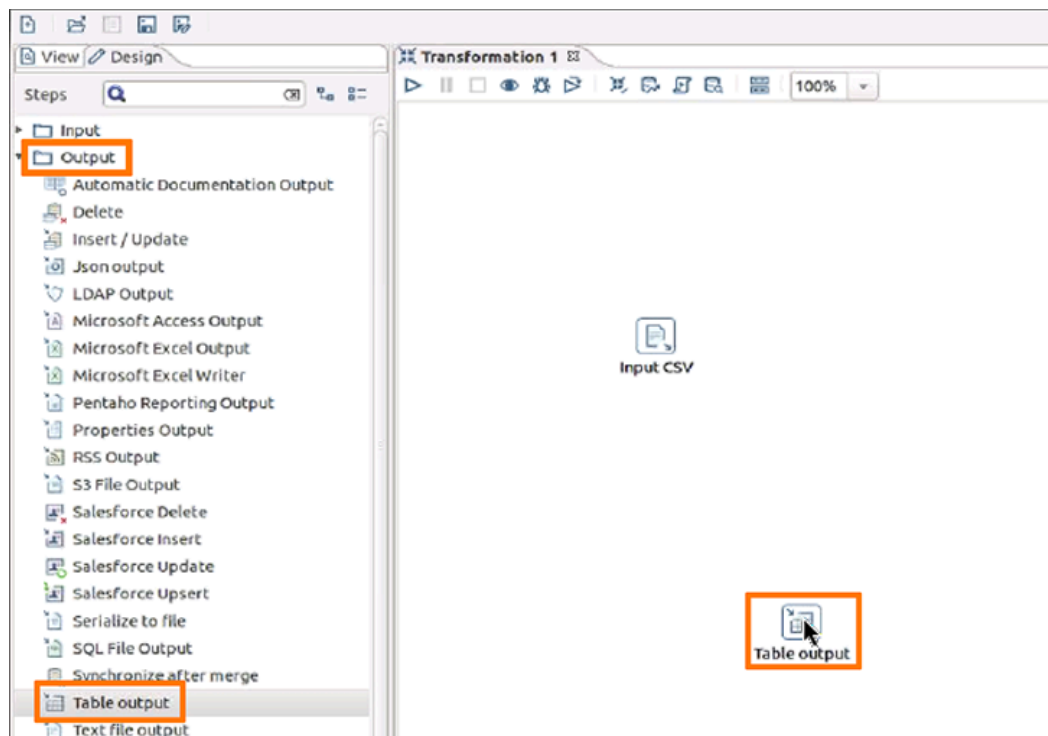 View Design
Transformation 1
Steps
100%
Input
Output
Automatic Documentation Output
Delete
Insert / Update
Json output
LDAP Output
Microsoft Access Output
Microsoft Excel Output
Microsoft Excel Writer
Pentaho Reporting Output
Properties Output
RSS Output
S3 File Output
Salesforce Delete
Salesforce Insert
Salesforce Update
Salesforce Upsert
Serialize to file
SQL File Output
Synchronize after merge
Table output
Text file output
Input CSV
Table output